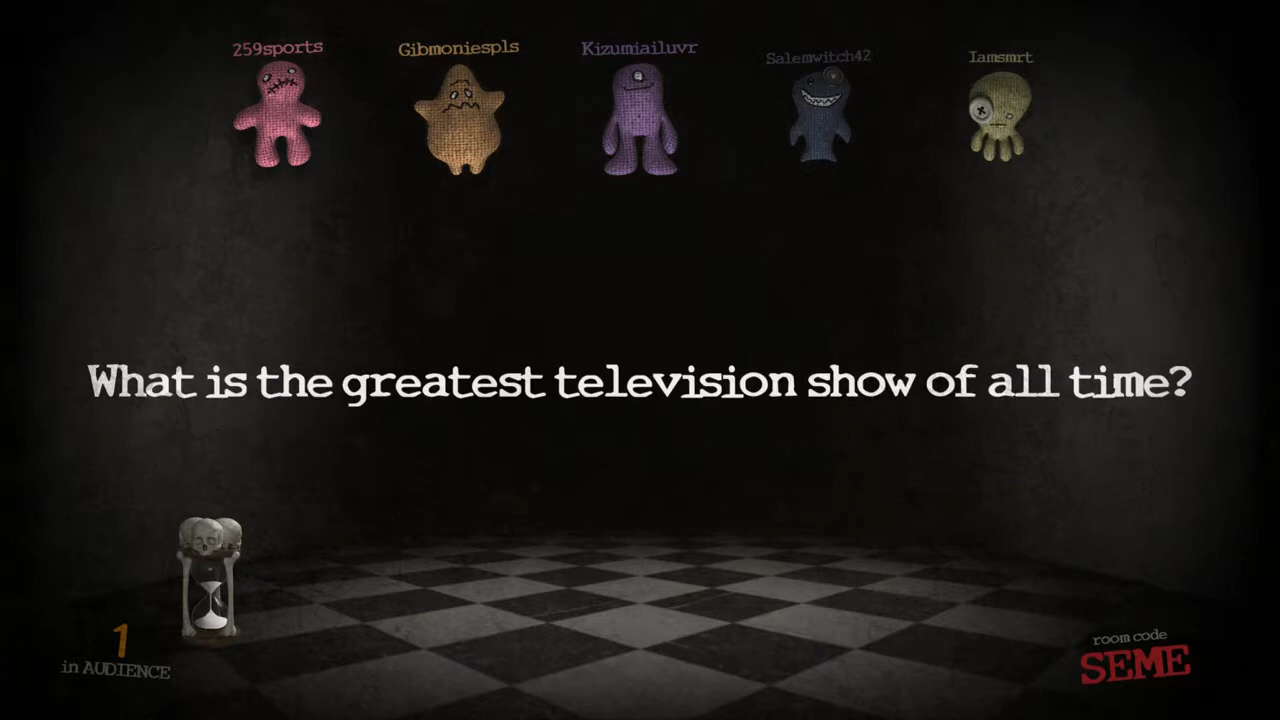 259sports
Gibmoniespls
Kizumiailuvr
Salemwitch42
Iamsmrt
What is the greatest television show of all time?
1
in AUDIENCE
room code
SEME